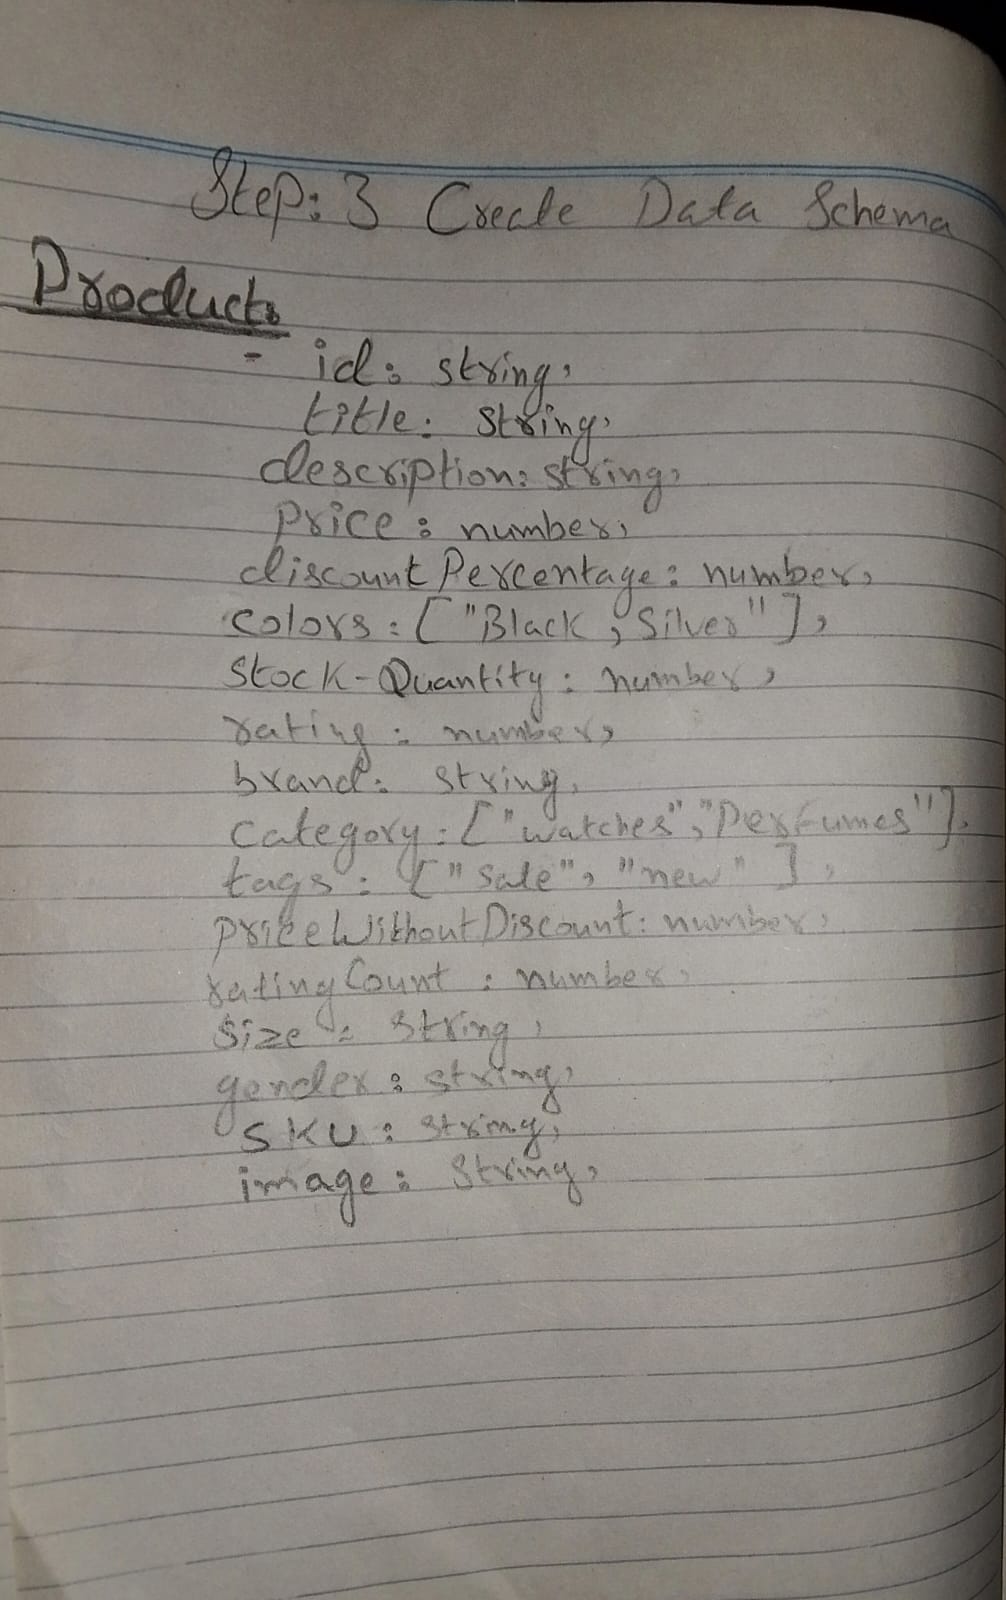 Step: 3 Create Data Schema
Product:
- id: string,
title: string,
description: string,
Price: number,
discountPercentage: number,
colors: ["Black, Silver"],
Stock-Quantity: number,
rating: number,
brand: string,
Category: ["watches", "Perfumes"],
tags: ["Sale", "new"],
priceWithoutDiscount: number,
ratingCount: number,
Size: string,
gender: string,
SKU: string,
image: string,